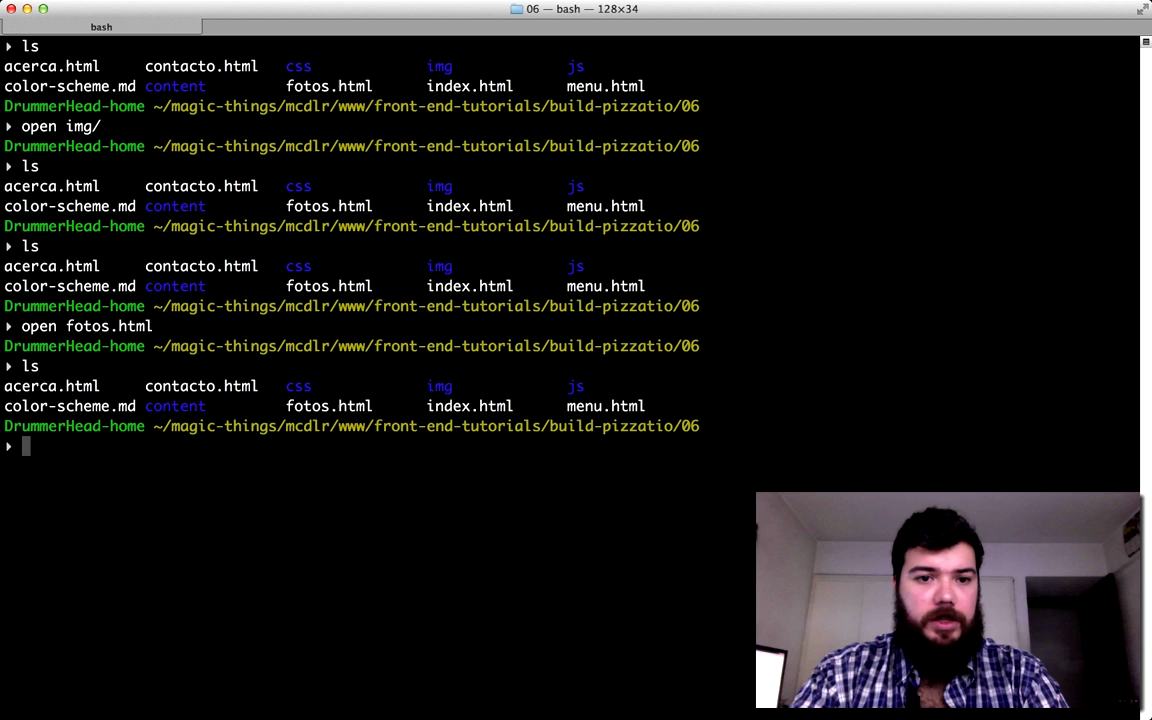 06 — bash — 128×34
bash
ls
acerca.html contacto.html css img js
color-scheme.md content fotos.html index.html menu.html
DrummerHead-home ~/magic-things/mcdlr/www/front-end-tutorials/build-pizzatio/06
open img/
DrummerHead-home ~/magic-things/mcdlr/www/front-end-tutorials/build-pizzatio/06
ls
acerca.html contacto.html css img js
color-scheme.md content fotos.html index.html menu.html
DrummerHead-home ~/magic-things/mcdlr/www/front-end-tutorials/build-pizzatio/06
ls
acerca.html contacto.html css img js
color-scheme.md content fotos.html index.html menu.html
DrummerHead-home ~/magic-things/mcdlr/www/front-end-tutorials/build-pizzatio/06
open fotos.html
DrummerHead-home ~/magic-things/mcdlr/www/front-end-tutorials/build-pizzatio/06
ls
acerca.html contacto.html css img js
color-scheme.md content fotos.html index.html menu.html
DrummerHead-home ~/magic-things/mcdlr/www/front-end-tutorials/build-pizzatio/06